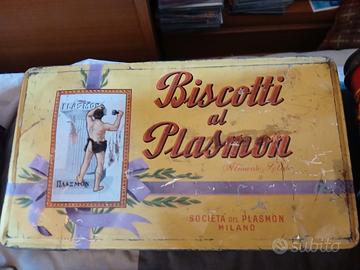 Biscotti
al
Plasmon
PLASMON
PLASMON
SOCIETÀ DEL PLASMON
MILANO
subito